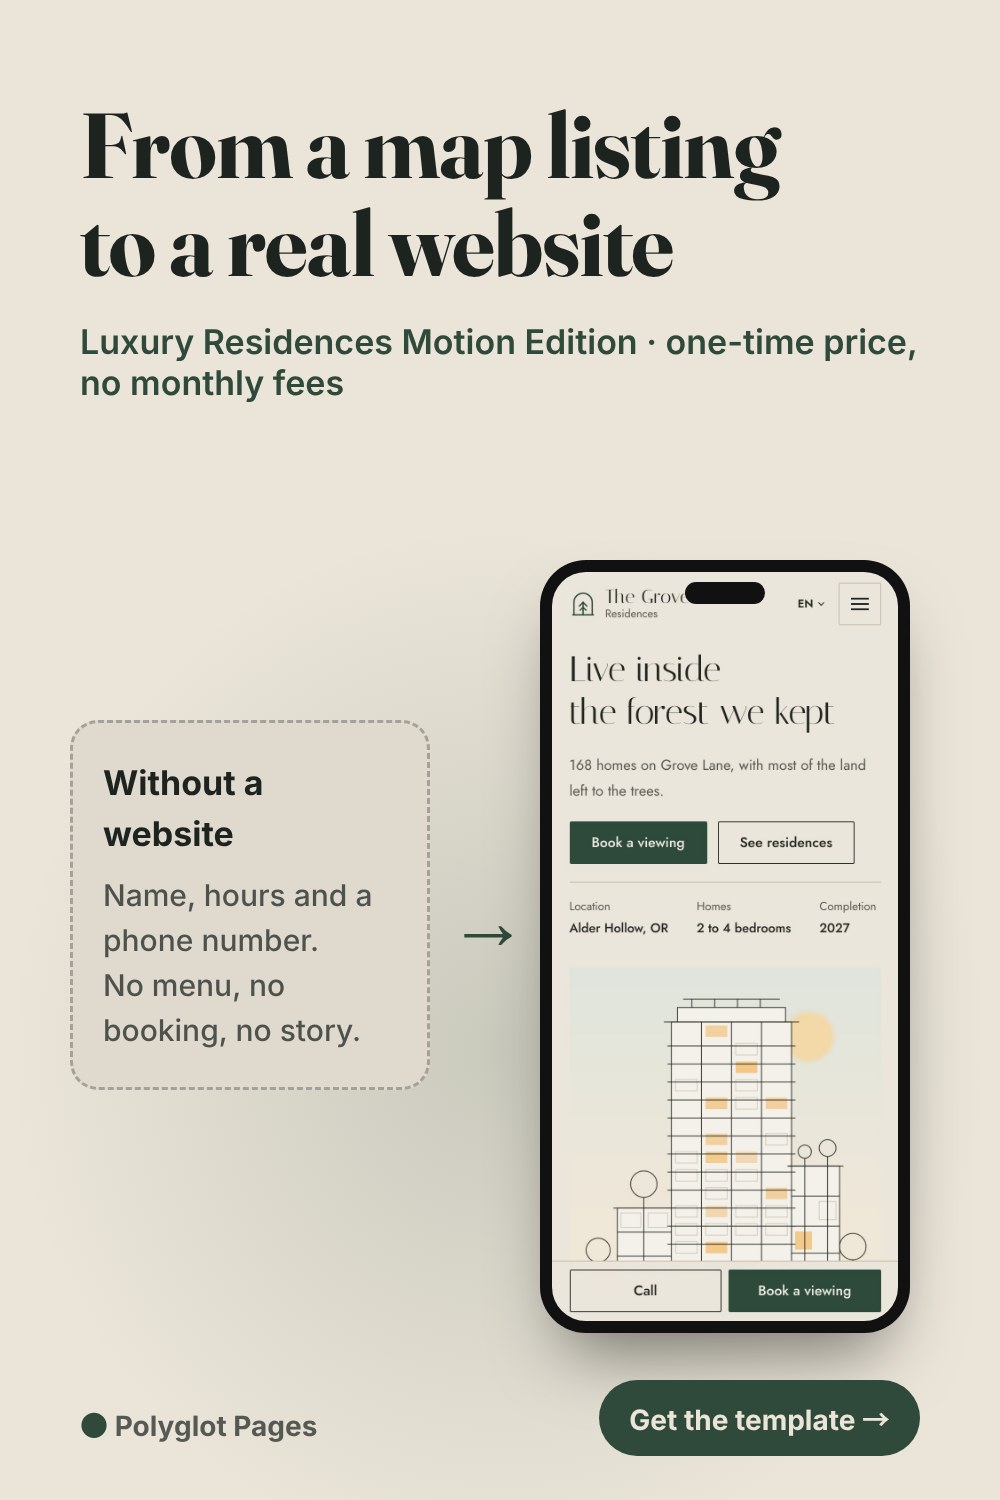 From a map listing
to a real website
Luxury Residences Motion Edition · one-time price,
no monthly fees
Without a
website
Name, hours and a
phone number.
No menu, no
booking, no story.
→
The Grove
Residences
EN
Live inside
the forest we kept
168 homes on Grove Lane, with most of the land
left to the trees.
Book a viewing
See residences
Location
Homes
Completion
Alder Hollow, OR
2 to 4 bedrooms
2027
Call
Book a viewing
Polyglot Pages
Get the template →